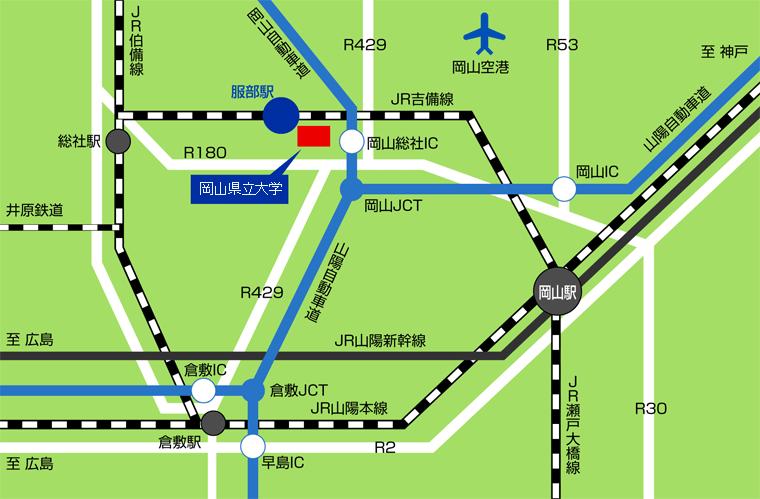 JR伯備線
岡山自動車道
R429
岡山空港
R53
至 神戸
服部駅
JR吉備線
山陽自動車道
総社駅
R180
岡山総社IC
岡山IC
岡山県立大学
岡山JCT
井原鉄道
山陽自動車道
R429
岡山駅
至 広島
JR山陽新幹線
倉敷IC
倉敷JCT
JR山陽本線
JR瀬戸大橋線
R30
倉敷駅
R2
至 広島
早島IC